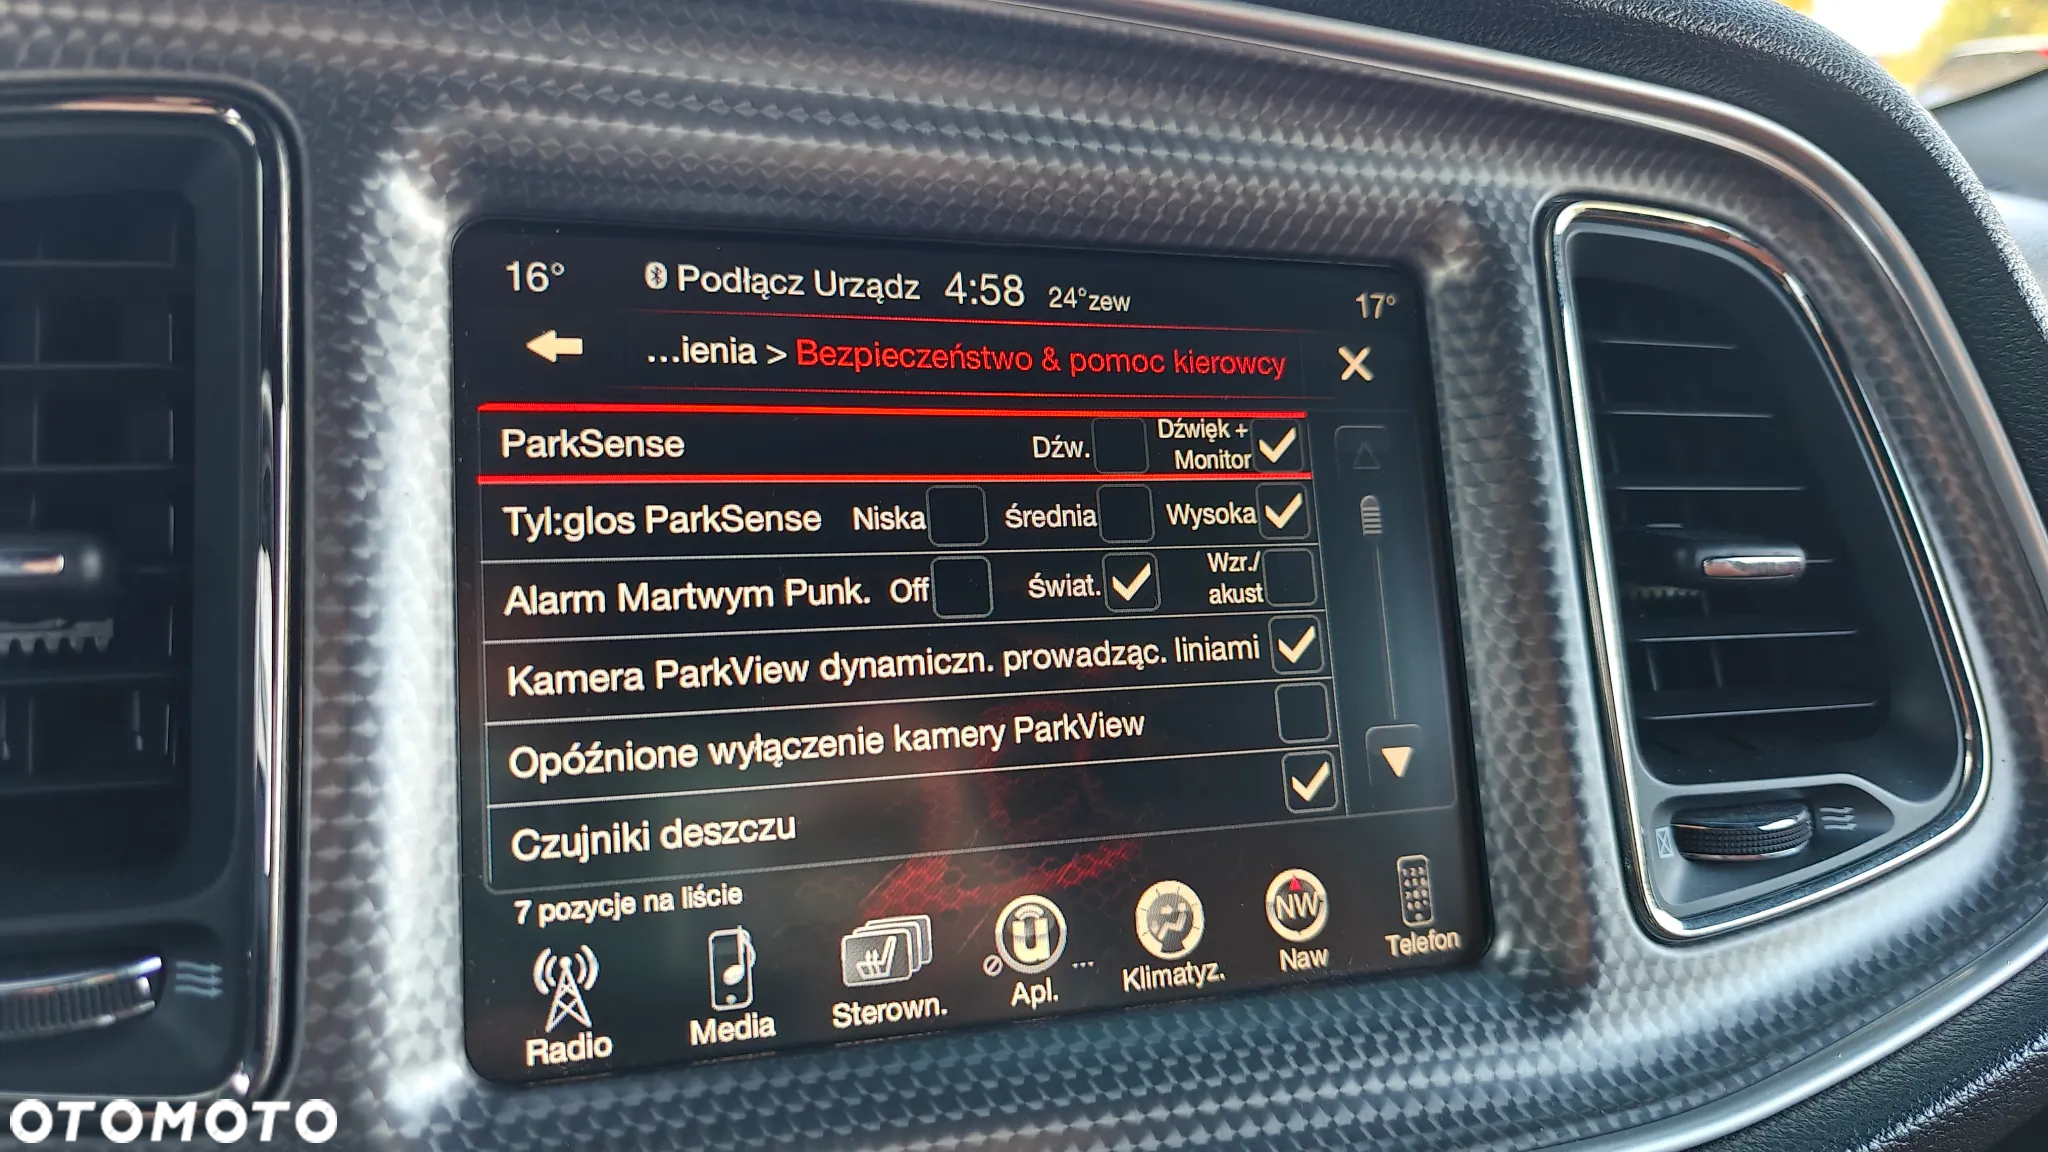 16° Podłącz Urządz 4:58 24°zew 17°
...ienia > Bezpieczeństwo & pomoc kierowcy
ParkSense Dźw. Dźwięk + Monitor
Tyl:głos ParkSense Niska Średnia Wysoka
Alarm Martwym Punk. Off Świat. Wzr./ akust
Kamera ParkView dynamiczn. prowadząc. liniami
Opóźnione wyłączenie kamery ParkView
Czujniki deszczu
7 pozycje na liście
NW
Radio Media Sterown. Apl. ... Klimatyz. Naw Telefon
OTOMOTO